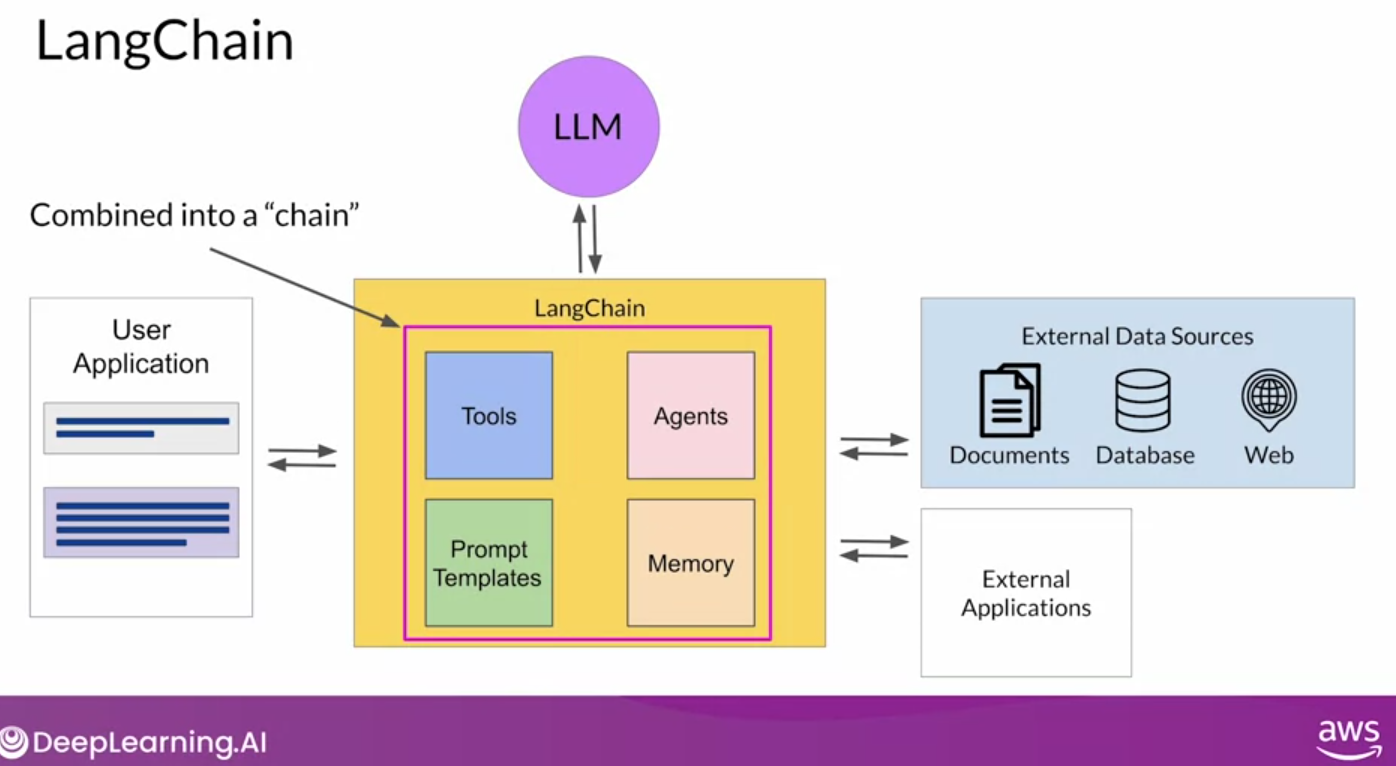 LangChain
LLM
Combined into a “chain”
User
Application
LangChain
Tools
Agents
Prompt
Templates
Memory
External Data Sources
Documents
Database
Web
External
Applications
DeepLearning.AI
aws